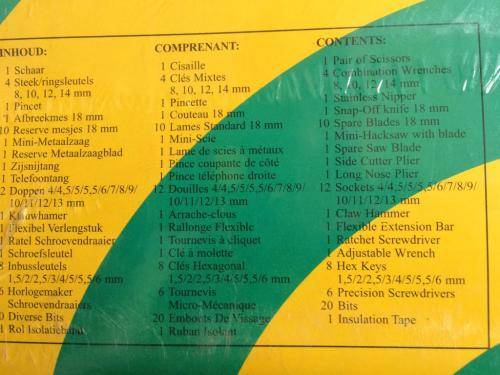 INHOUD:
1 Schaar
4 Steek/ringsleutels
8, 10, 12, 14 mm
1 Pincet
1 Afbreekmes 18 mm
10 Reserve mesjes 18 mm
1 Mini-Metaalzaag
1 Reserve Metaalzaagblad
1 Zijsnijtang
1 Telefoontang
12 Doppen 4/4,5/5/5,5/6/7/8/9/
10/11/12/13 mm
1 Klauwhamer
1 Flexibel Verlengstuk
1 Ratel Schroevendraaier
1 Schroefsleutel
8 Inbussleutels
1,5/2/2,5/3/4/5/5,5/6 mm
6 Horlogemaker
Schroevendraaiers
20 Diverse Bits
1 Rol Isolatieband
COMPRENANT:
1 Cisaille
4 Clés Mixtes
8, 10, 12, 14 mm
1 Pincette
1 Couteau 18 mm
10 Lames Standard 18 mm
1 Mini-Scie
1 Lame de scies à métaux
1 Pince coupante de côté
1 Pince téléphone droite
12 Douilles 4/4,5/5/5,5/6/7/8/9/
10/11/12/13 mm
1 Arrache-clous
1 Rallonge Flexible
1 Tournevis à cliquet
1 Clé à molette
8 Clés Hexagonal
1,5/2/2,5/3/4/5/5,5/6 mm
6 Tournevis
Micro-Mécanique
20 Embouts De Vissage
1 Ruban Isolant
CONTENTS:
1 Pair of Scissors
4 Combination Wrenches
8, 10, 12, 14 mm
1 Stainless Nipper
1 Snap-Off knife 18 mm
10 Spare Blades 18 mm
1 Mini-Hacksaw with blade
1 Spare Saw Blade
1 Side Cutter Plier
1 Long Nose Plier
12 Sockets 4/4,5/5/5,5/6/7/8/9/
10/11/12/13 mm
1 Claw Hammer
1 Flexible Extension Bar
1 Ratchet Screwdriver
1 Adjustable Wrench
8 Hex Keys
1,5/2/2,5/3/4/5/5,5/6 mm
6 Precision Screwdrivers
20 Bits
1 Insulation Tape